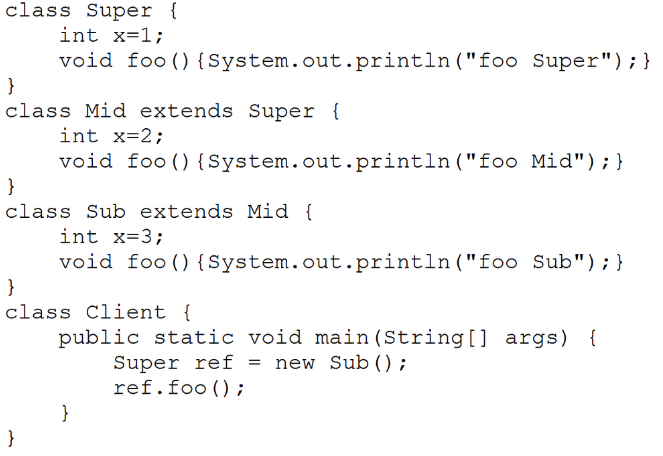 class Super {
    int x=1;
    void foo(){System.out.println("foo Super");}
}
class Mid extends Super {
    int x=2;
    void foo(){System.out.println("foo Mid");}
}
class Sub extends Mid {
    int x=3;
    void foo(){System.out.println("foo Sub");}
}
class Client {
    public static void main(String[] args) {
        Super ref = new Sub();
        ref.foo();
    }
}